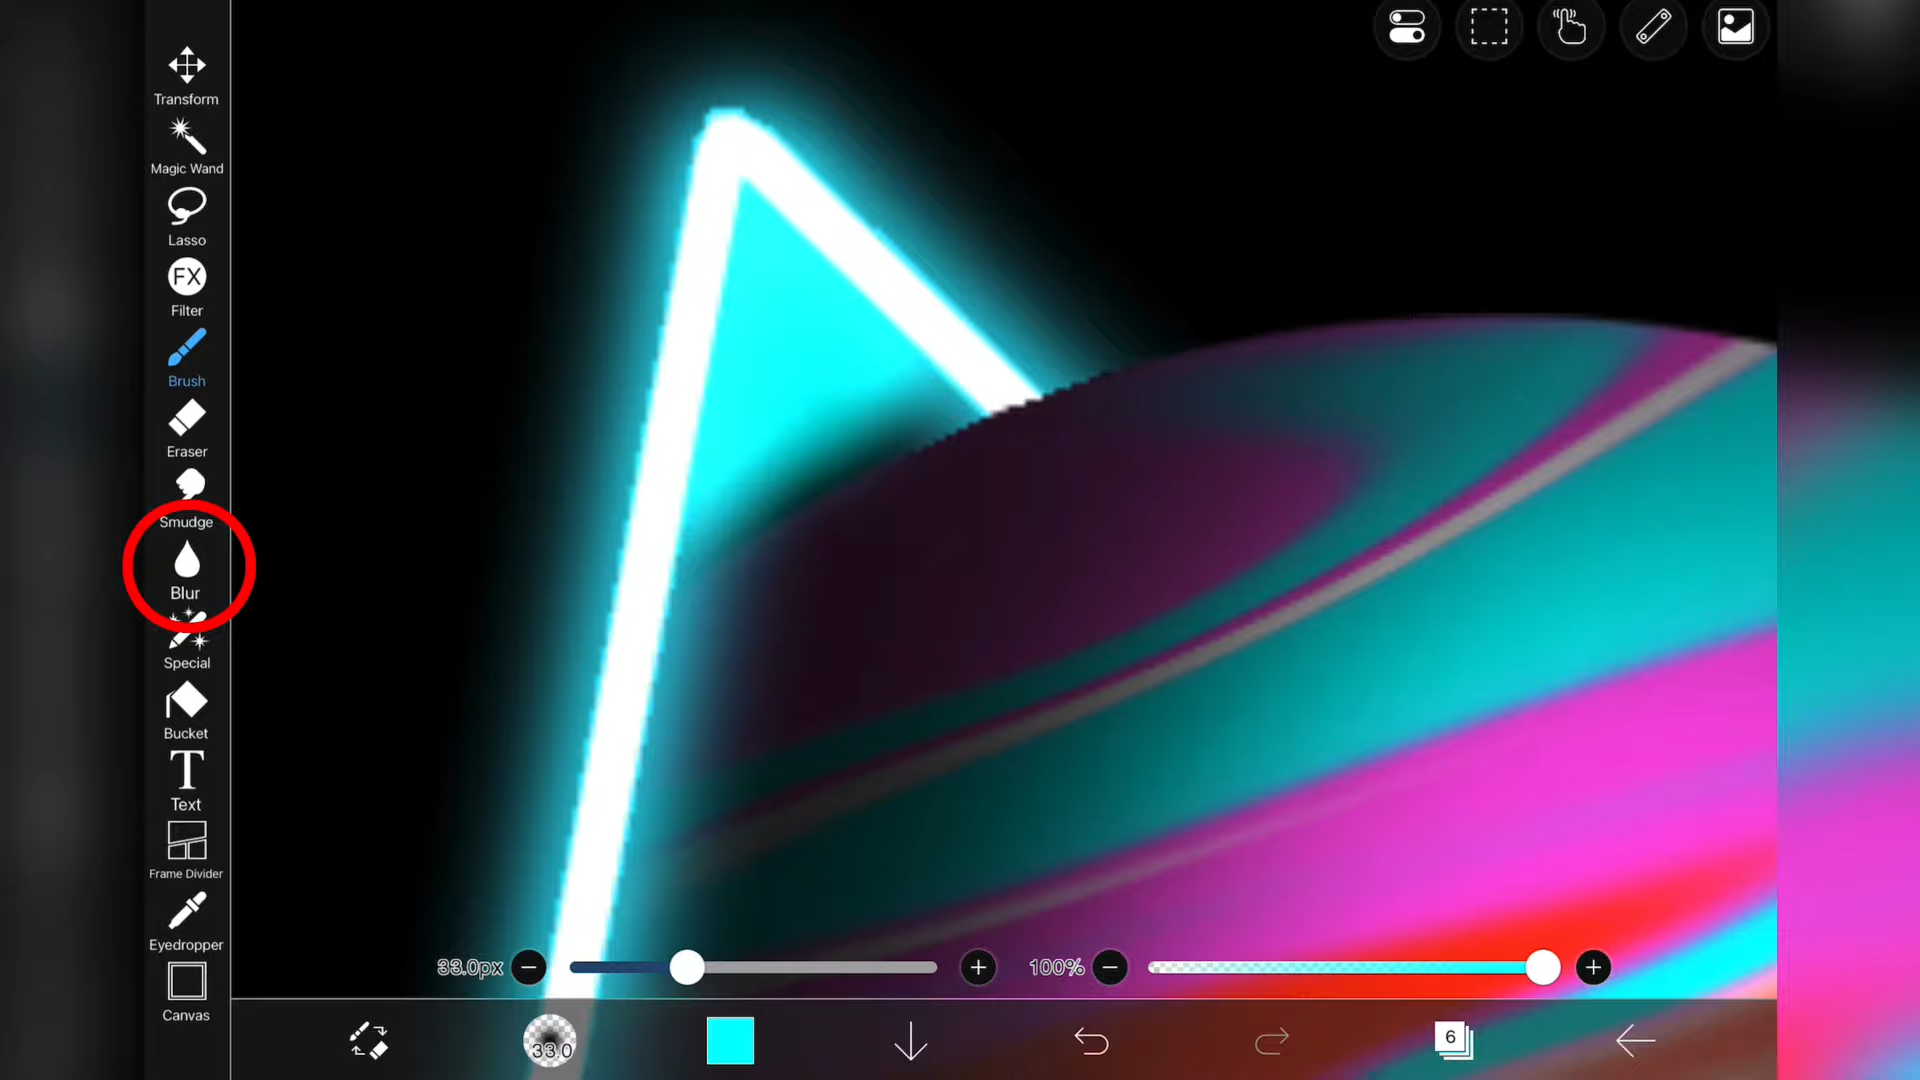 Transform
Magic Wand
Lasso
FX
Filter
Brush
Eraser
Smudge
Blur
Special
Bucket
T
Text
Frame Divider
Eyedropper
Canvas
33.0px
100%
33.0
6